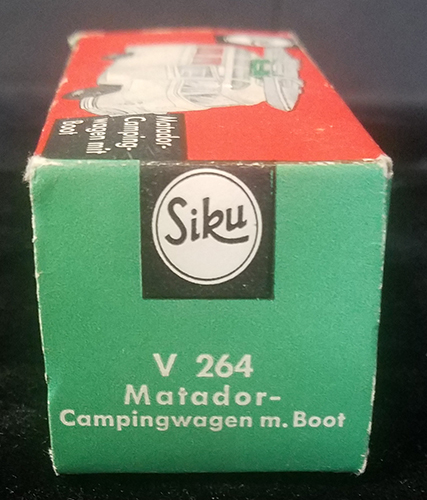 Matador-
Camping-
wagen mit
Boot
Siku
V 264
Matador-
Campingwagen m. Boot